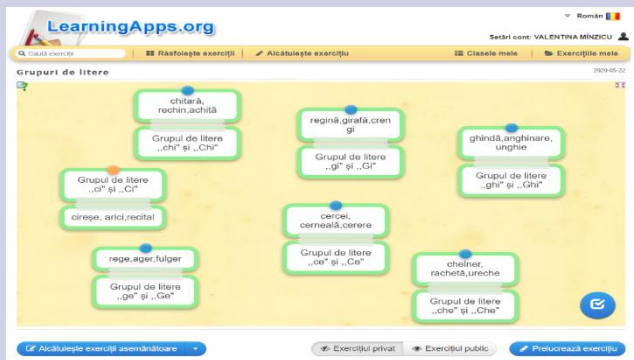 LearningApps.org
Român
Setări cont: VALENTINA MÎNZICU
Caută exerciții
Răsfoiește exerciții
Alcătuiește exercițiu
Clasele mele
Exercițiile mele
Grupuri de litere
2020-05-22
chitară,
rechin,achită
Grupul de litere
,,chi" și ,,Chi"
regină,girafă,cren
gi
Grupul de litere
,,gi" și ,,Gi"
ghindă,anghinare,
unghie
Grupul de litere
,,ghi" și ,,Ghi"
Grupul de litere
,,ci" și ,,Ci"
cireșe, arici,recital
cercei,
cerneală,cerere
Grupul de litere
,,ce" și ,,Ce"
rege,ager,fulger
Grupul de litere
,,ge" și ,,Ge"
chelner,
rachetă,ureche
Grupul de litere
,,che" și ,,Che"
Alcătuiește exerciții asemănătoare
Exercițiul privat
Exercițiul public
Prelucrează exercițiu